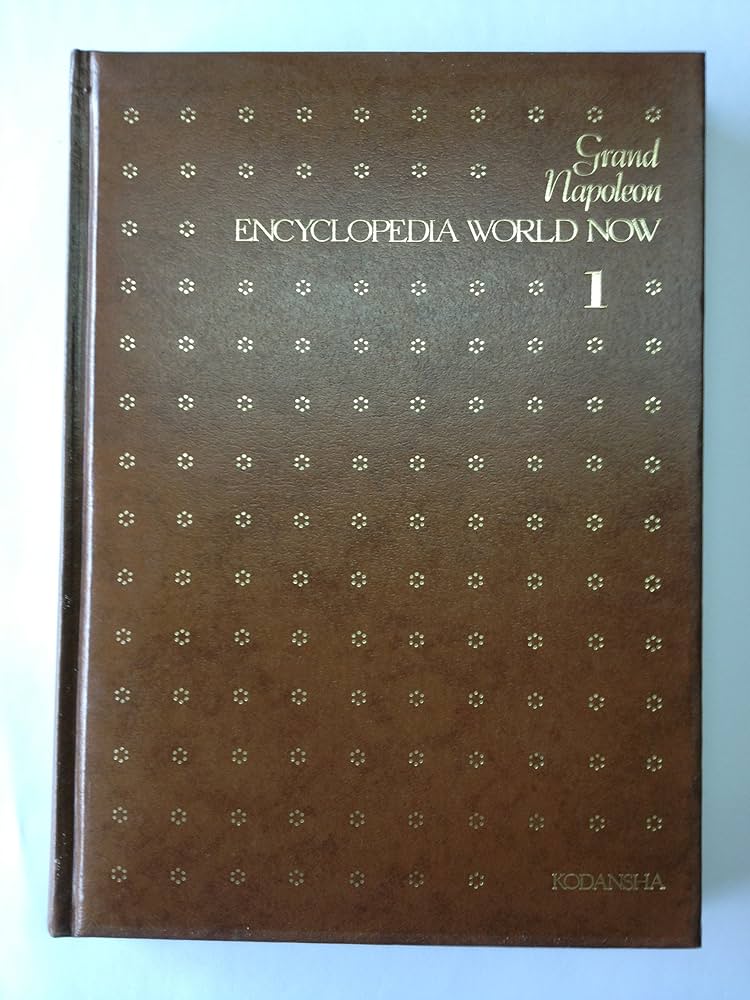 Grand
Napoleon
ENCYCLOPEDIA WORLD NOW
1
KODANSHA